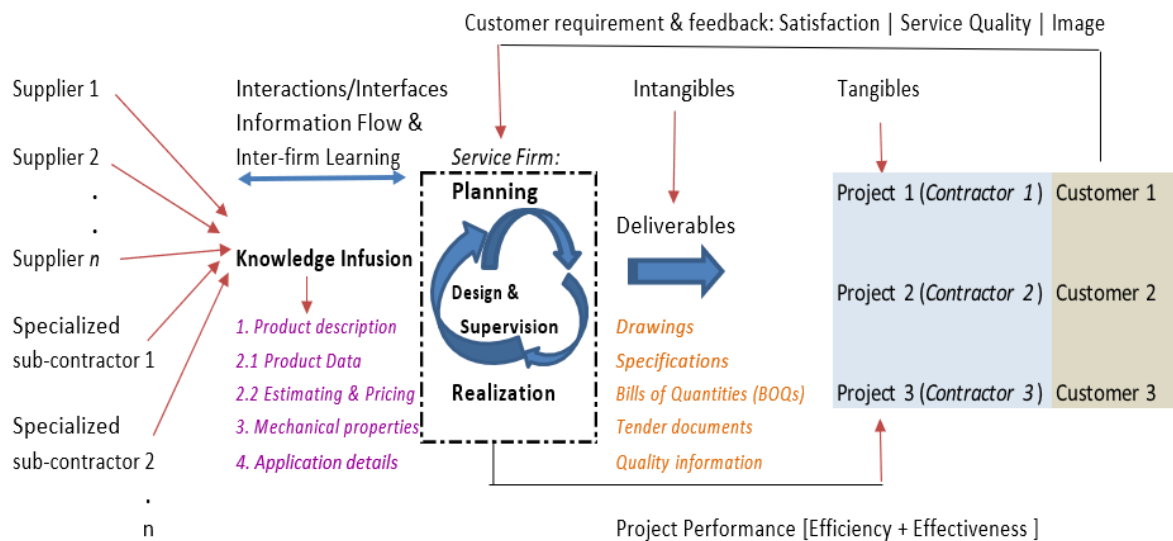 Customer requirement & feedback: Satisfaction | Service Quality | Image
Supplier 1
Supplier 2
.
.
Supplier n
Specialized
sub-contractor 1
Specialized
sub-contractor 2
.
n
Interactions/Interfaces
Information Flow &
Inter-firm Learning
Knowledge Infusion
1. Product description
2.1 Product Data
2.2 Estimating & Pricing
3. Mechanical properties
4. Application details
Service Firm:
Planning
Design &
Supervision
Realization
Intangibles
Deliverables
Drawings
Specifications
Bills of Quantities (BOQs)
Tender documents
Quality information
Tangibles
Project 1 (Contractor 1) Customer 1
Project 2 (Contractor 2) Customer 2
Project 3 (Contractor 3) Customer 3
Project Performance [Efficiency + Effectiveness ]